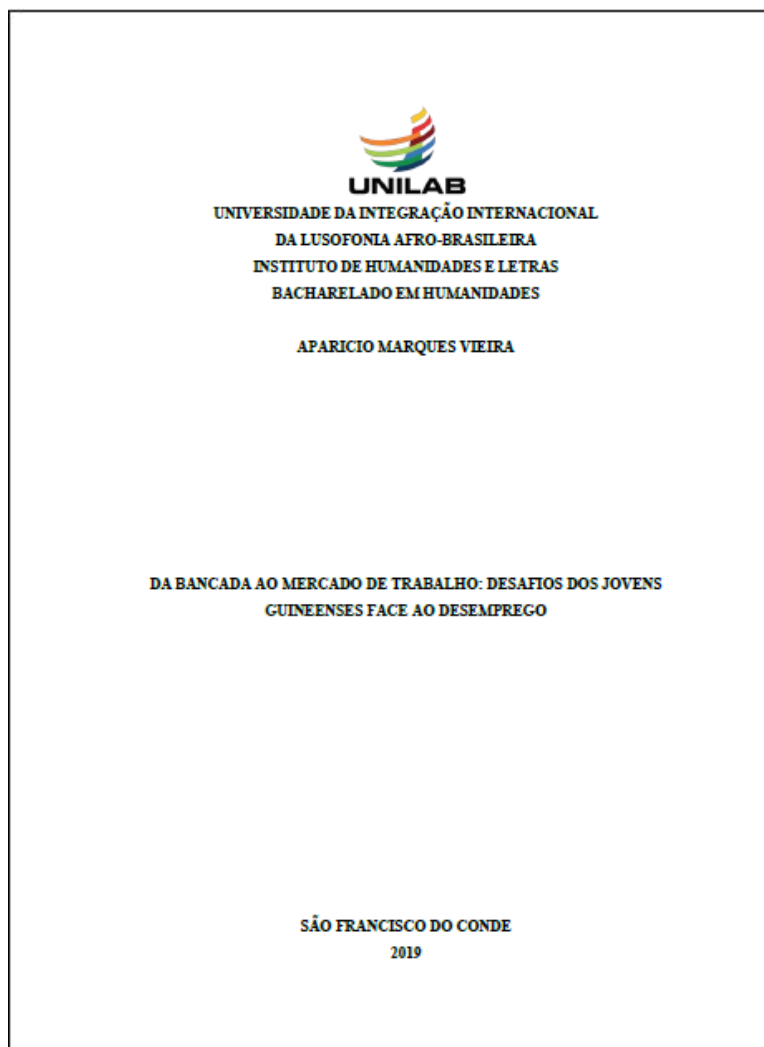 UNILAB
UNIVERSIDADE DA INTEGRAÇÃO INTERNACIONAL
DA LUSOFONIA AFRO-BRASILEIRA
INSTITUTO DE HUMANIDADES E LETRAS
BACHARELADO EM HUMANIDADES
APARICIO MARQUES VIEIRA
DA BANCADA AO MERCADO DE TRABALHO: DESAFIOS DOS JOVENS
GUINEENSES FACE AO DESEMPREGO
SÃO FRANCISCO DO CONDE
2019